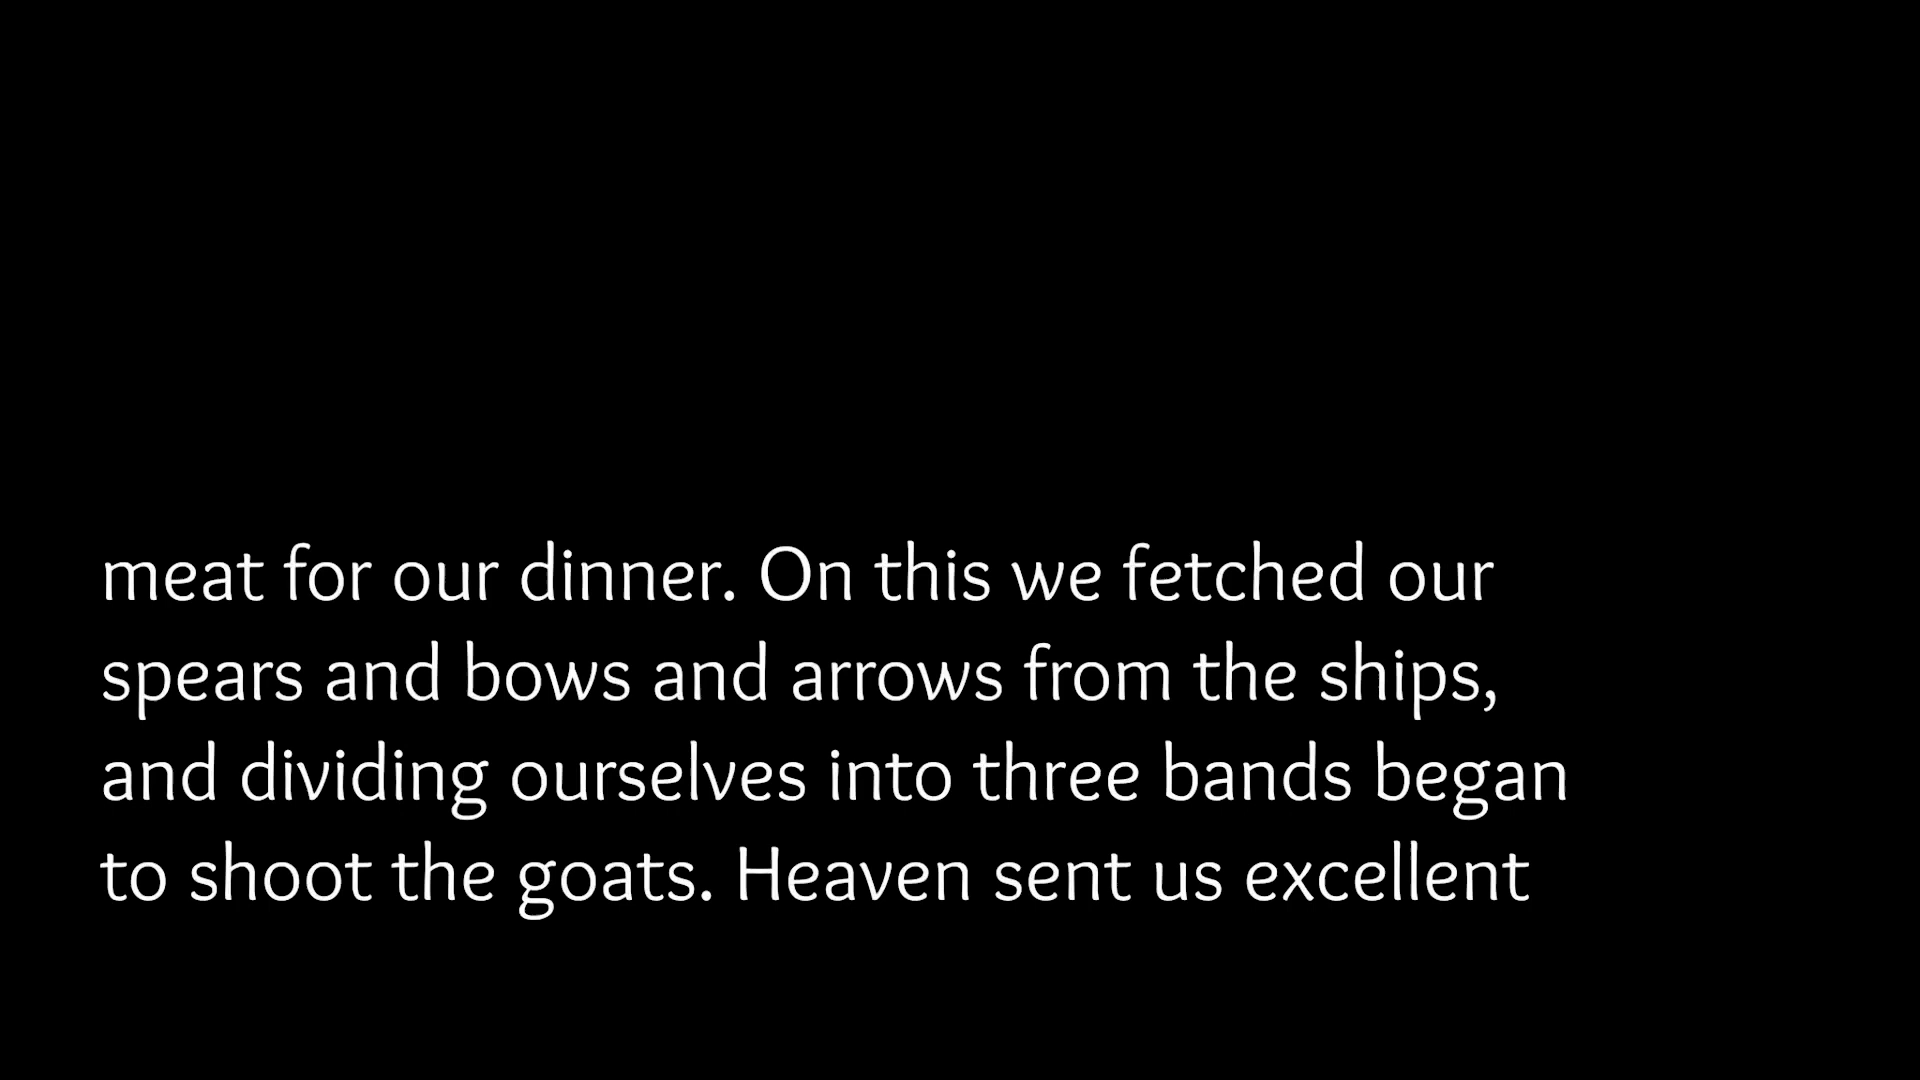 meat for our dinner. On this we fetched our
spears and bows and arrows from the ships,
and dividing ourselves into three bands began
to shoot the goats. Heaven sent us excellent